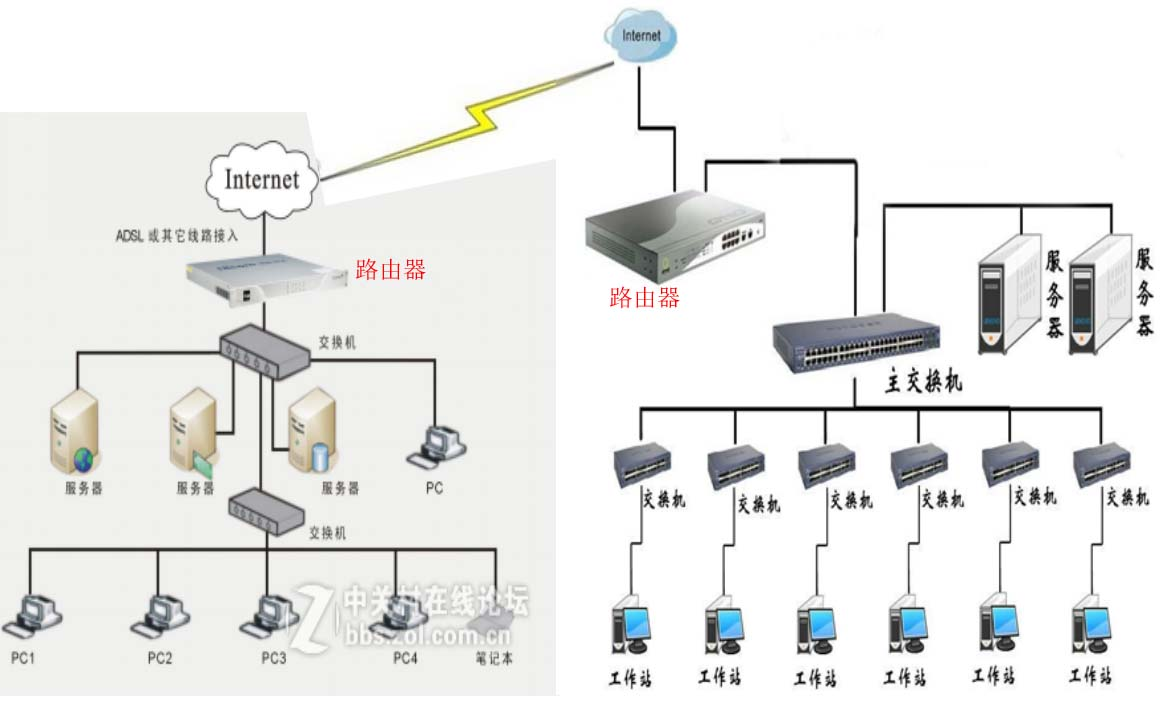 Internet
Internet
ADSL 或其它线路接入
路由器
交换机
服务器
服务器
服务器
PC
交换机
PC1
PC2
PC3
PC4
笔记本
中关村在线论坛
bbs.zol.com.cn
路由器
服务器
服务器
主交换机
交换机
交换机
交换机
交换机
交换机
交换机
工作站
工作站
工作站
工作站
工作站
工作站